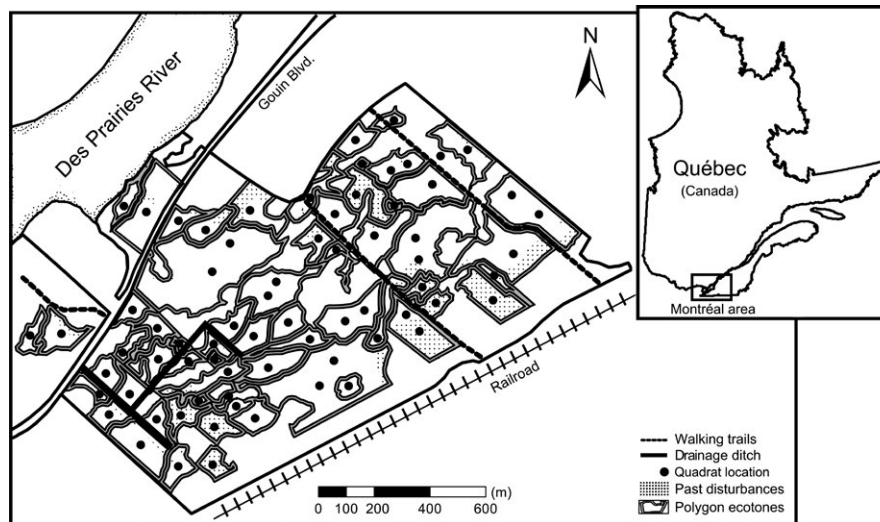 Des Prairies River
Gouin Blvd.
N
Québec
(Canada)
Montréal area
Railroad
Walking trails
Drainage ditch
Quadrat location
Past disturbances
Polygon ecotones
(m)
0 100 200 400 600